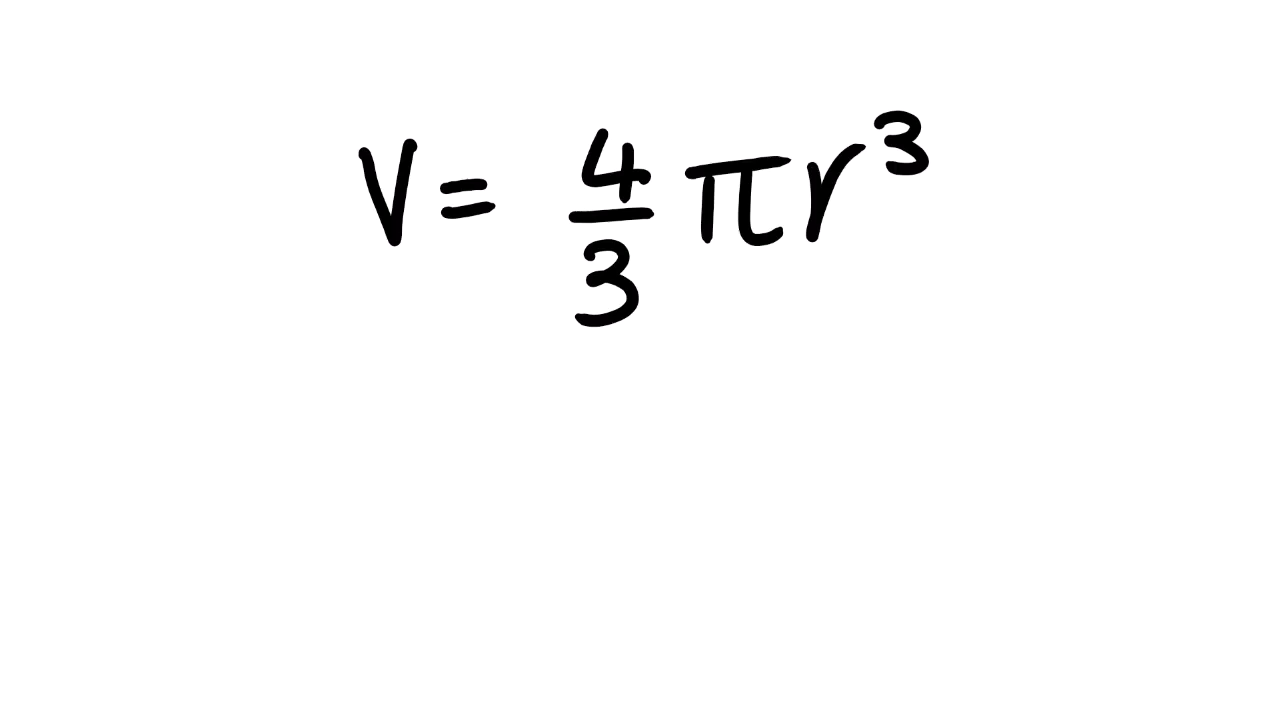 V = 4/3 πr³